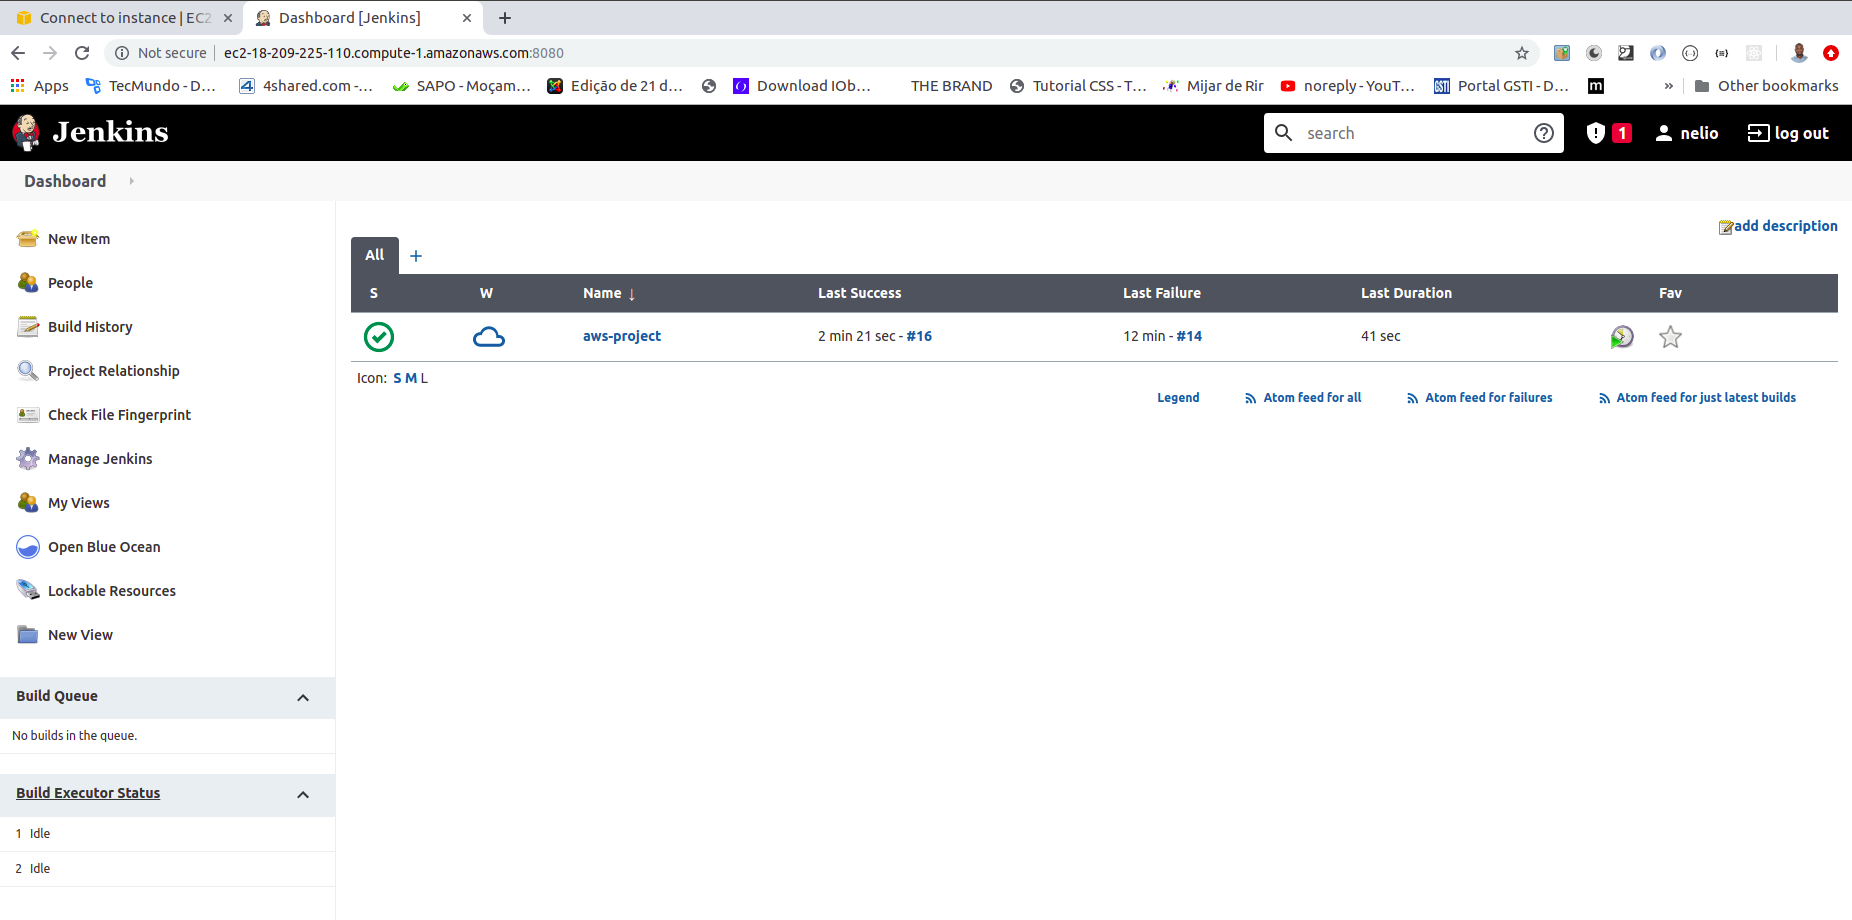 Connect to instance | EC2
Dashboard [Jenkins]
Not secure
ec2-18-209-225-110.compute-1.amazonaws.com:8080
Apps
TecMundo - D...
4shared.com -...
SAPO - Moçam...
Edição de 21 d...
Download IOb...
THE BRAND
Tutorial CSS - T...
Mijar de Rir
noreply - YouT...
GSTI
Portal GSTI - D...
m
»
Other bookmarks
Jenkins
search
1
nelio
log out
Dashboard
New Item
People
Build History
Project Relationship
Check File Fingerprint
Manage Jenkins
My Views
Open Blue Ocean
Lockable Resources
New View
Build Queue
No builds in the queue.
Build Executor Status
1 Idle
2 Idle
add description
All +
S W Name ↓ Last Success Last Failure Last Duration Fav
aws-project 2 min 21 sec - #16 12 min - #14 41 sec
Icon: S M L
Legend Atom feed for all Atom feed for failures Atom feed for just latest builds